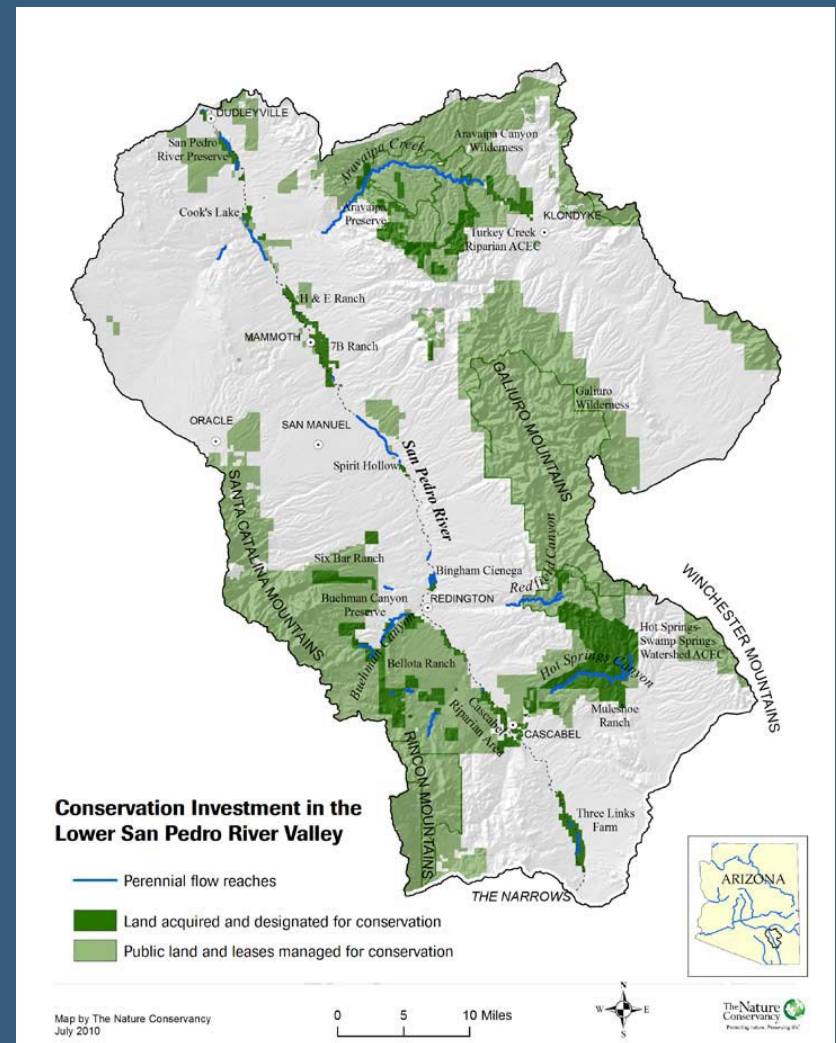 DUDLEYVILLE
San Pedro
River Preserve
Aravaipa Canyon
Wilderness
Aravaipa Creek
Cook's Lake
Aravaipa
Preserve
KLONDYKE
Turkey Creek
Riparian ACEC
H & E Ranch
MAMMOTH
7B Ranch
GALIURO MOUNTAINS
Galiuro
Wilderness
ORACLE
SAN MANUEL
Spirit Hollow
San Pedro River
SANTA CATALINA MOUNTAINS
Six Bar Ranch
Bingham Cienega
Redfield Canyon
WINCHESTER MOUNTAINS
Buehman Canyon
Preserve
REDINGTON
Hot Springs-
Swamp Springs
Watershed ACEC
Buehman Canyon
Bellota Ranch
Hot Springs Canyon
Muleshoe
Ranch
Cascabel
Riparian Area
CASCABEL
RINCON MOUNTAINS
Three Links
Farm
THE NARROWS
Conservation Investment in the
Lower San Pedro River Valley
Perennial flow reaches
Land acquired and designated for conservation
Public land and leases managed for conservation
ARIZONA
Map by The Nature Conservancy
July 2010
0 5 10 Miles
N
W E
S
The Nature
Conservancy
Protecting nature. Preserving life.